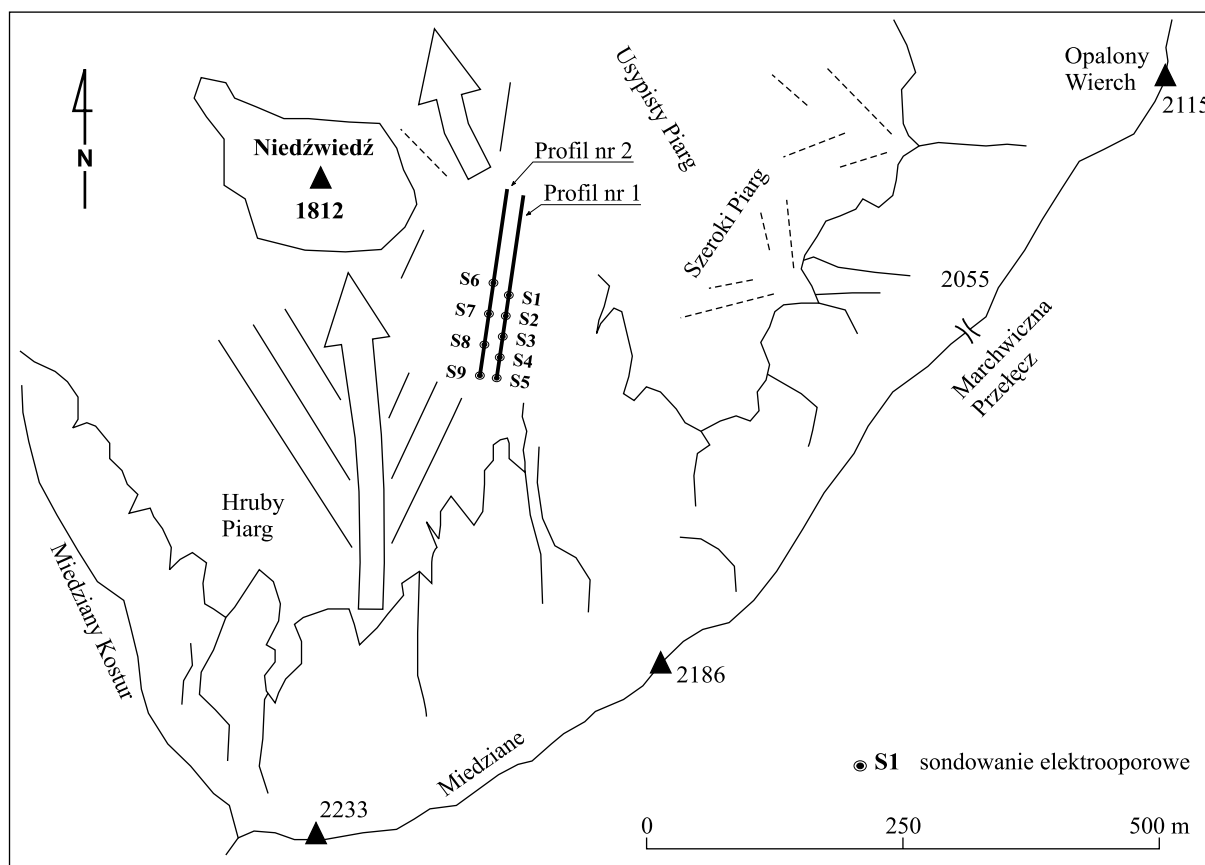 Opalony
Wierch
2115
Usypisty Piarg
N
Niedźwiedź
1812
Profil nr 2
Profil nr 1
Szeroki Piarg
2055
Marchwiczna
Przełęcz
S6
S1
S7
S2
S8
S3
S4
S9
S5
Hruby
Piarg
Miedziany Kostur
2186
Miedziane
2233
S1 sondowanie elektrooporowe
0 250 500 m